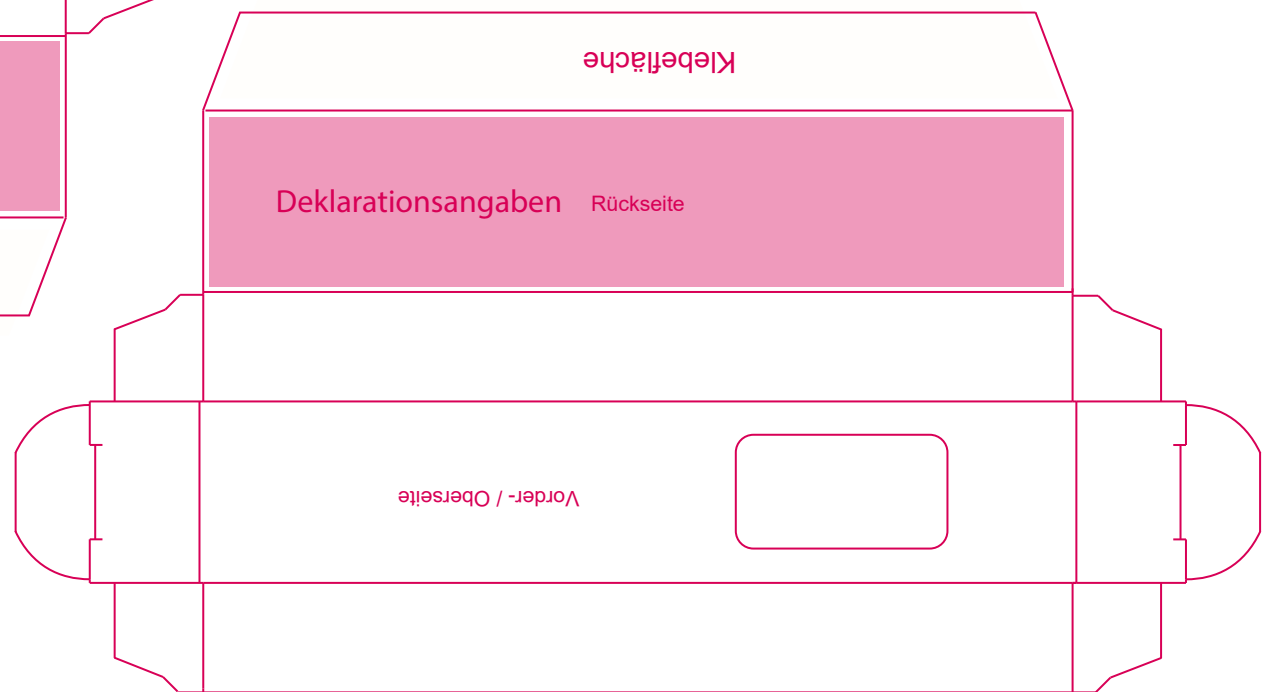 Klebefläche
Deklarationsangaben Rückseite
Vorder- / Oberseite